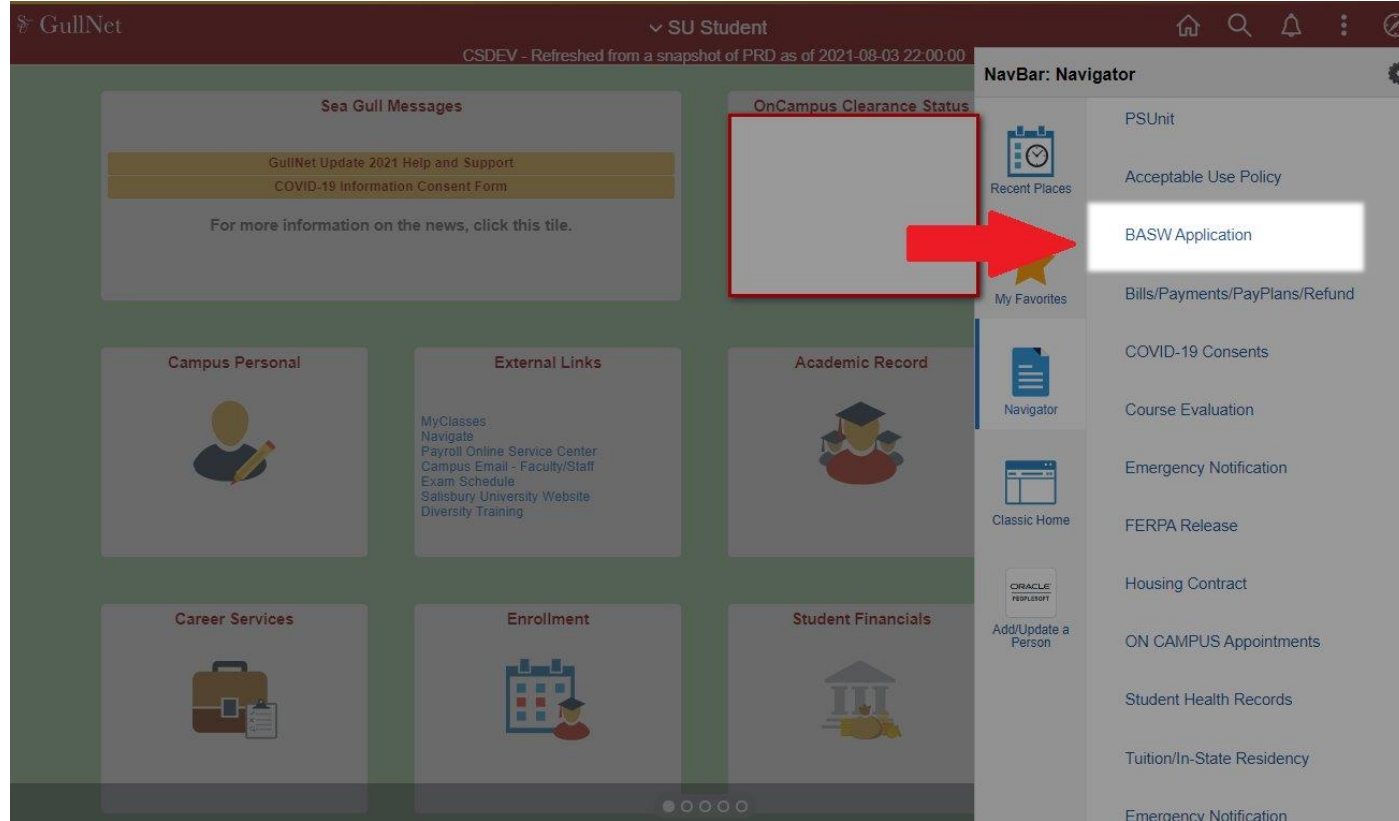 GullNet
SU Student
CSDEV - Refreshed from a snapshot of PRD as of 2021-08-03 22:00:00
Sea Gull Messages
GullNet Update 2021 Help and Support
COVID-19 Information Consent Form
For more information on the news, click this tile.
OnCampus Clearance Status
Campus Personal
External Links
MyClasses
Navigate
Payroll Online Service Center
Campus Email - Faculty/Staff
Exam Schedule
Salisbury University Website
Diversity Training
Academic Record
Career Services
Enrollment
Student Financials
NavBar: Navigator
Recent Places
My Favorites
Navigator
Classic Home
ORACLE
PEOPLESOFT
Add/Update a
Person
PSUnit
Acceptable Use Policy
BASW Application
Bills/Payments/PayPlans/Refund
COVID-19 Consents
Course Evaluation
Emergency Notification
FERPA Release
Housing Contract
ON CAMPUS Appointments
Student Health Records
Tuition/In-State Residency
Emergency Notification